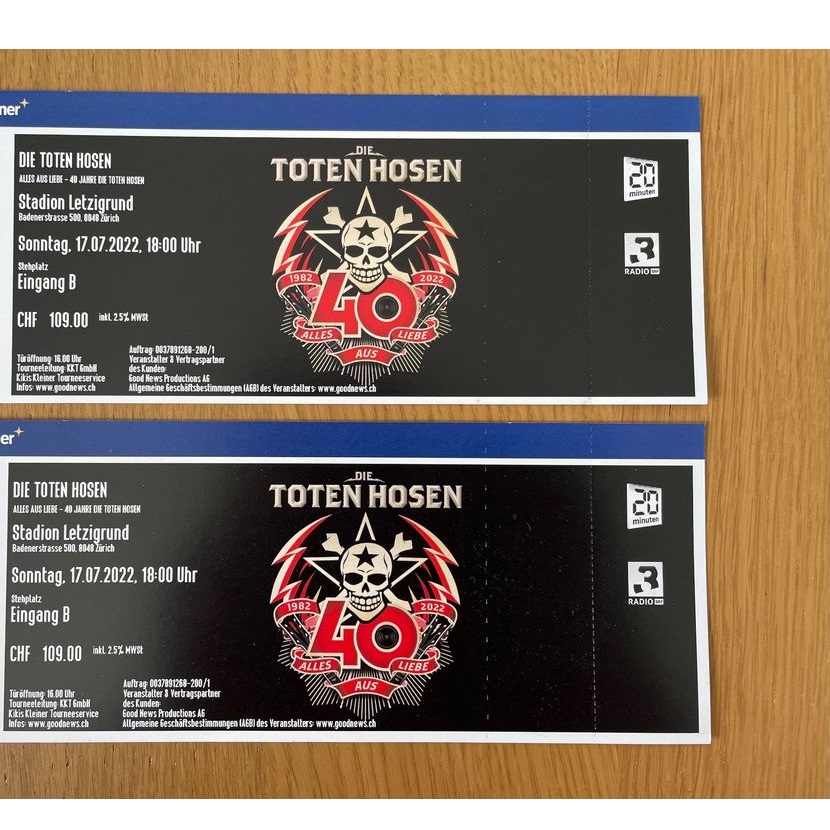 ner
DIE TOTEN HOSEN
ALLES AUS LIEBE - 40 JAHRE DIE TOTEN HOSEN
Stadion Letzigrund
Badenerstrasse 500, 8048 Zürich
Sonntag, 17.07.2022, 18:00 Uhr
Stehplatz
Eingang B
CHF 109.00 inkl. 2.5% MWSt
Türöffnung: 16.00 Uhr
Tourneeleitung: KKT GmbH
Kikis Kleiner Tourneeservice
Infos: www.goodnews.ch
Auftrag: 0037891268-200/1
Veranstalter & Vertragspartner
des Kunden:
Good News Productions AG
Allgemeine Geschäftsbestimmungen (AGB) des Veranstalters: www.goodnews.ch
DIE
TOTEN HOSEN
1982 2022
40
ALLES LIEBE
AUS
20
minuten
3
RADIO SRF
er
DIE TOTEN HOSEN
ALLES AUS LIEBE - 40 JAHRE DIE TOTEN HOSEN
Stadion Letzigrund
Badenerstrasse 500, 8048 Zürich
Sonntag, 17.07.2022, 18:00 Uhr
Stehplatz
Eingang B
CHF 109.00 inkl. 2.5% MWSt
Türöffnung: 16.00 Uhr
Tourneeleitung: KKT GmbH
Kikis Kleiner Tourneeservice
Infos: www.goodnews.ch
Auftrag: 0037891268-200/1
Veranstalter & Vertragspartner
des Kunden:
Good News Productions AG
Allgemeine Geschäftsbestimmungen (AGB) des Veranstalters: www.goodnews.ch
DIE
TOTEN HOSEN
1982 2022
40
ALLES LIEBE
AUS
20
minuten
3
RADIO SRF